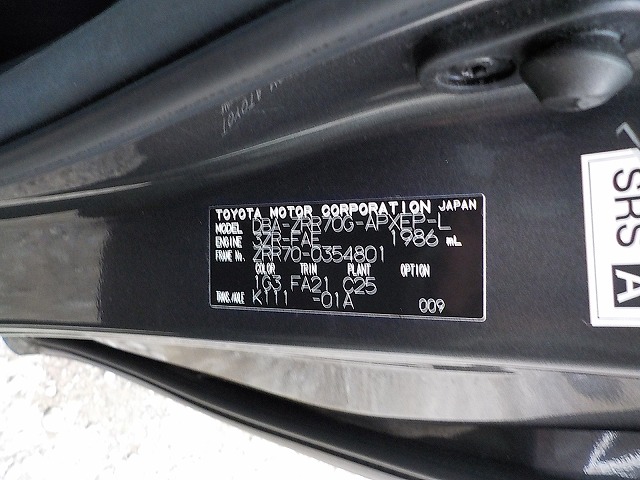 TOYOTA MOTOR CORPORATION JAPAN
MODEL DBA-ZRR70G-APXEP-L
ENGINE 3ZR-FAE 1986 mL
FRAME No. ZRR70-0354801
COLOR TRIM PLANT OPTION
1G3 FA21 C25
TRANS./AXLE K111 -01A 009
SRS A